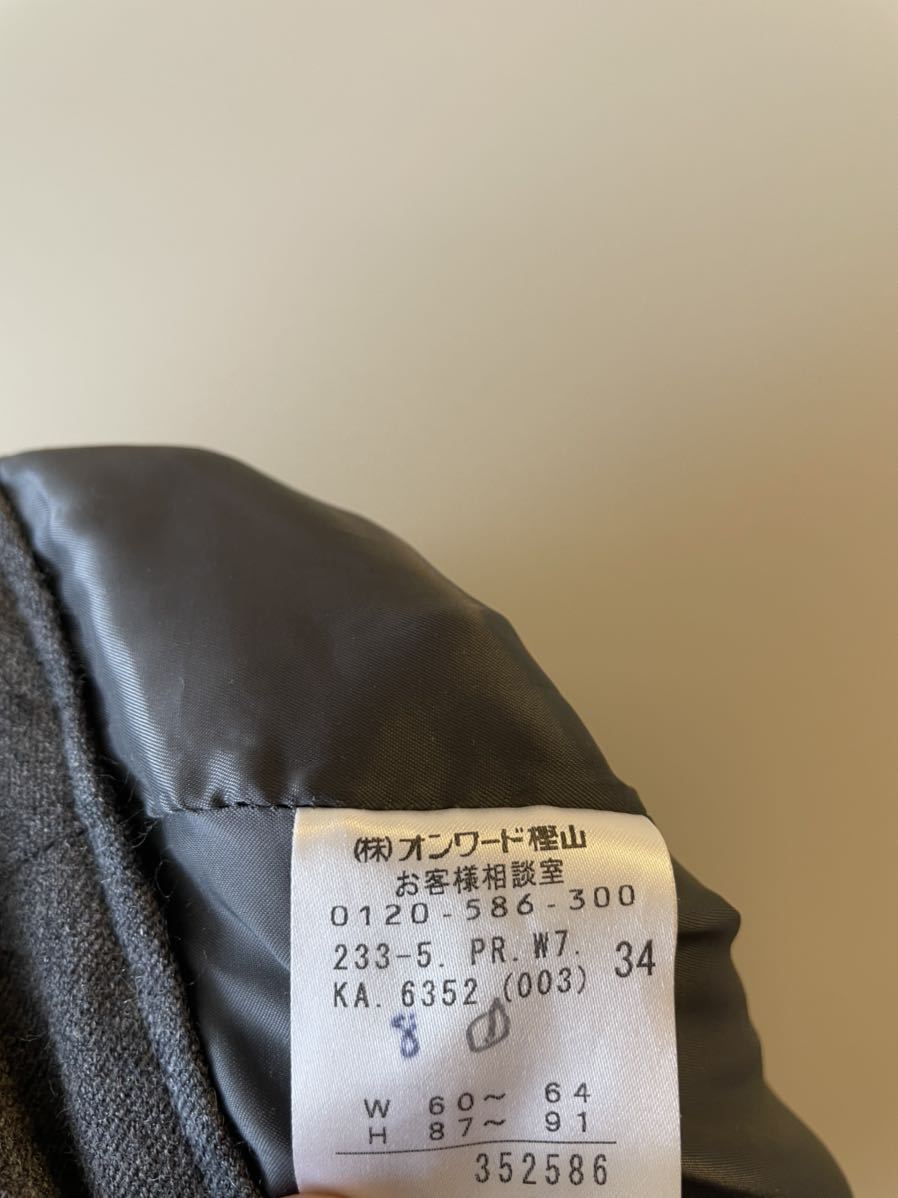 (株)オンワード樫山
お客様相談室
0120-586-300
233-5. PR.W7. 34
KA. 6352 (003)
8 ①
W 60～ 64
H 87～ 91
352586